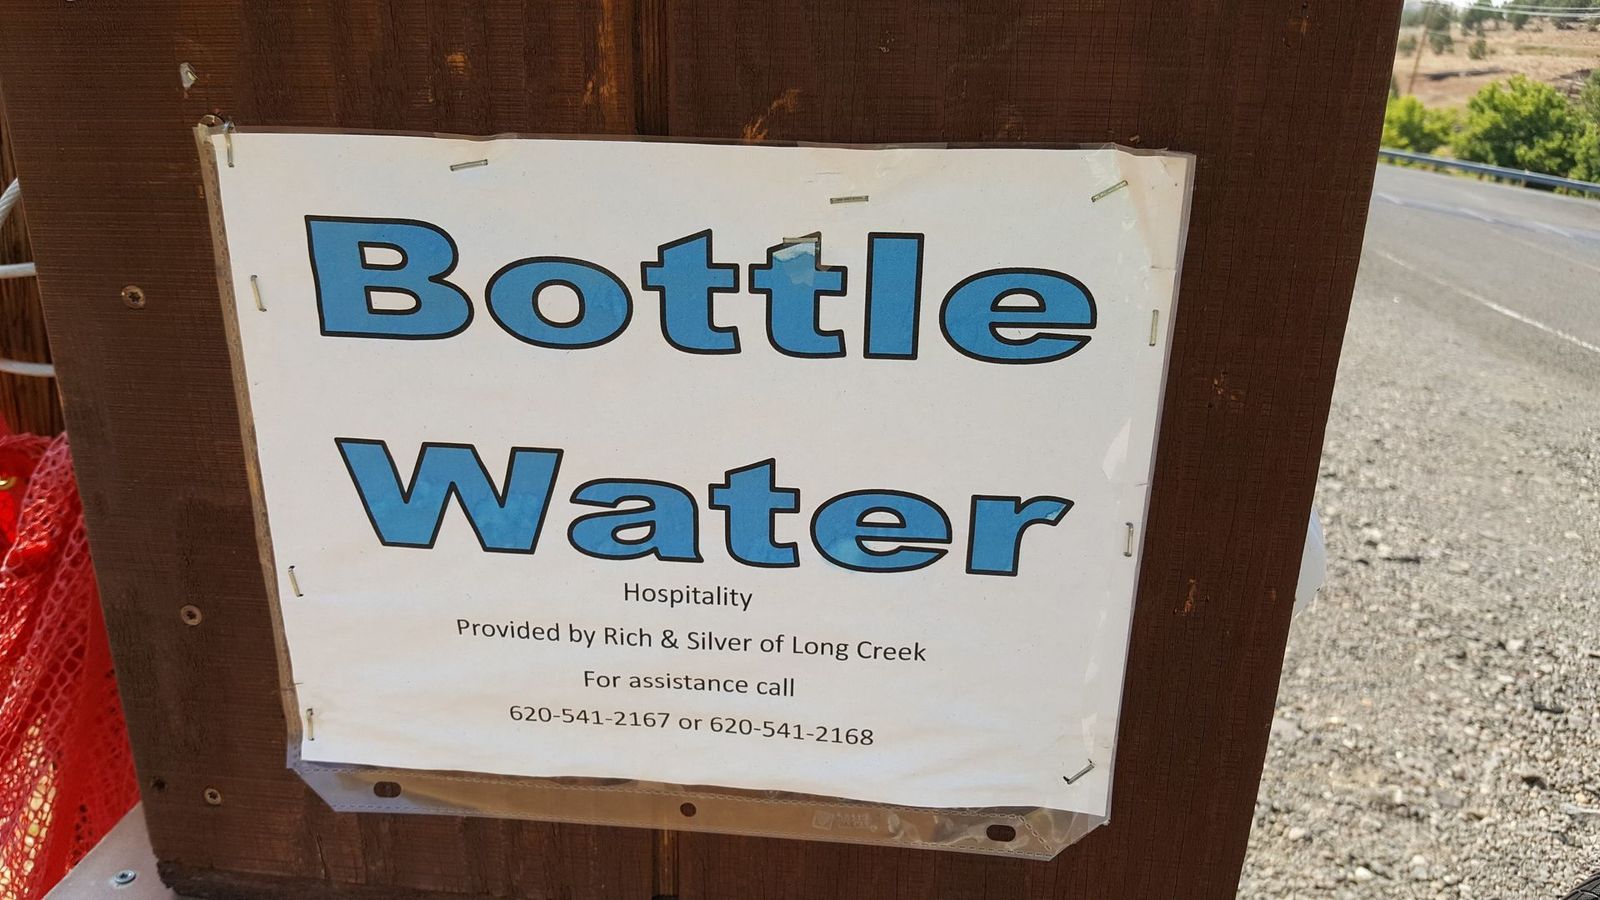 Bottle
Water
Hospitality
Provided by Rich & Silver of Long Creek
For assistance call
620-541-2167 or 620-541-2168